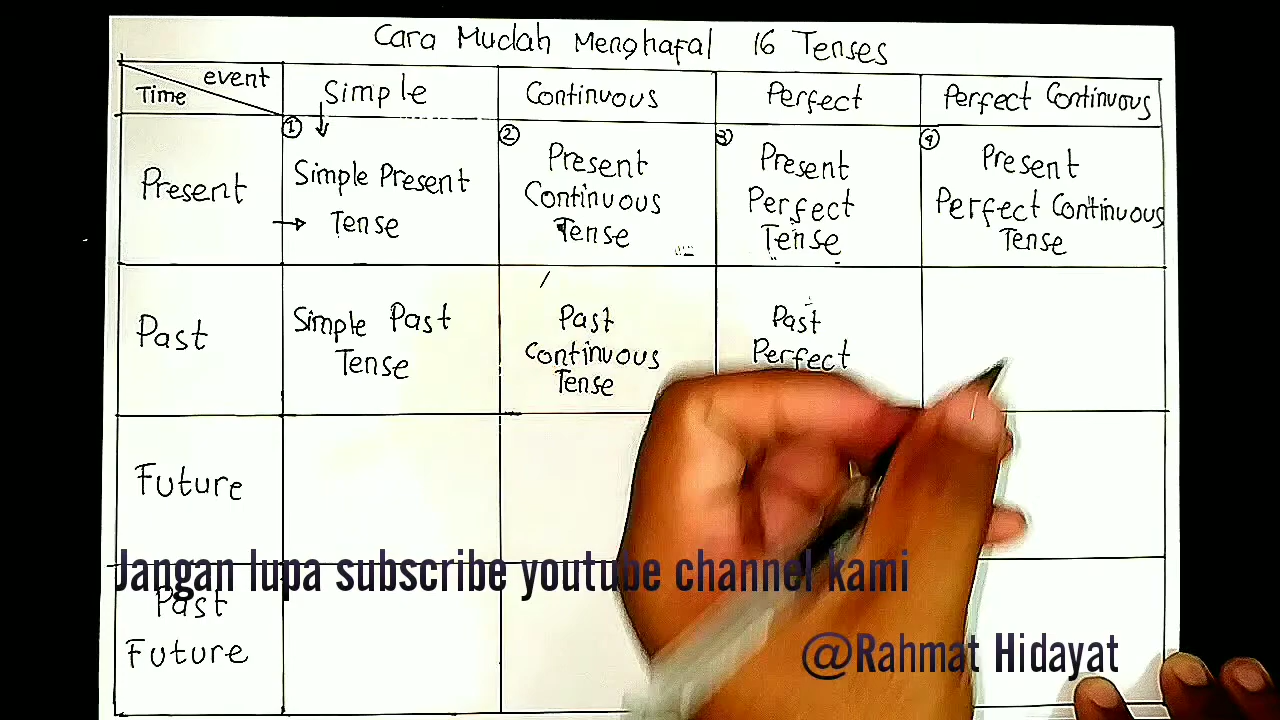 Cara Mudah Menghafal 16 Tenses
event
Time
Simple
Continuous
Perfect
Perfect Continuous
Present
1
Simple Present
Tense
2
Present
Continuous
Tense
3
Present
Perfect
Tense
4
Present
Perfect Continuous
Tense
Past
Simple Past
Tense
Past
Continuous
Tense
Past
Perfect
Future
Past
Future
Jangan lupa subscribe youtube channel kami
@Rahmat Hidayat